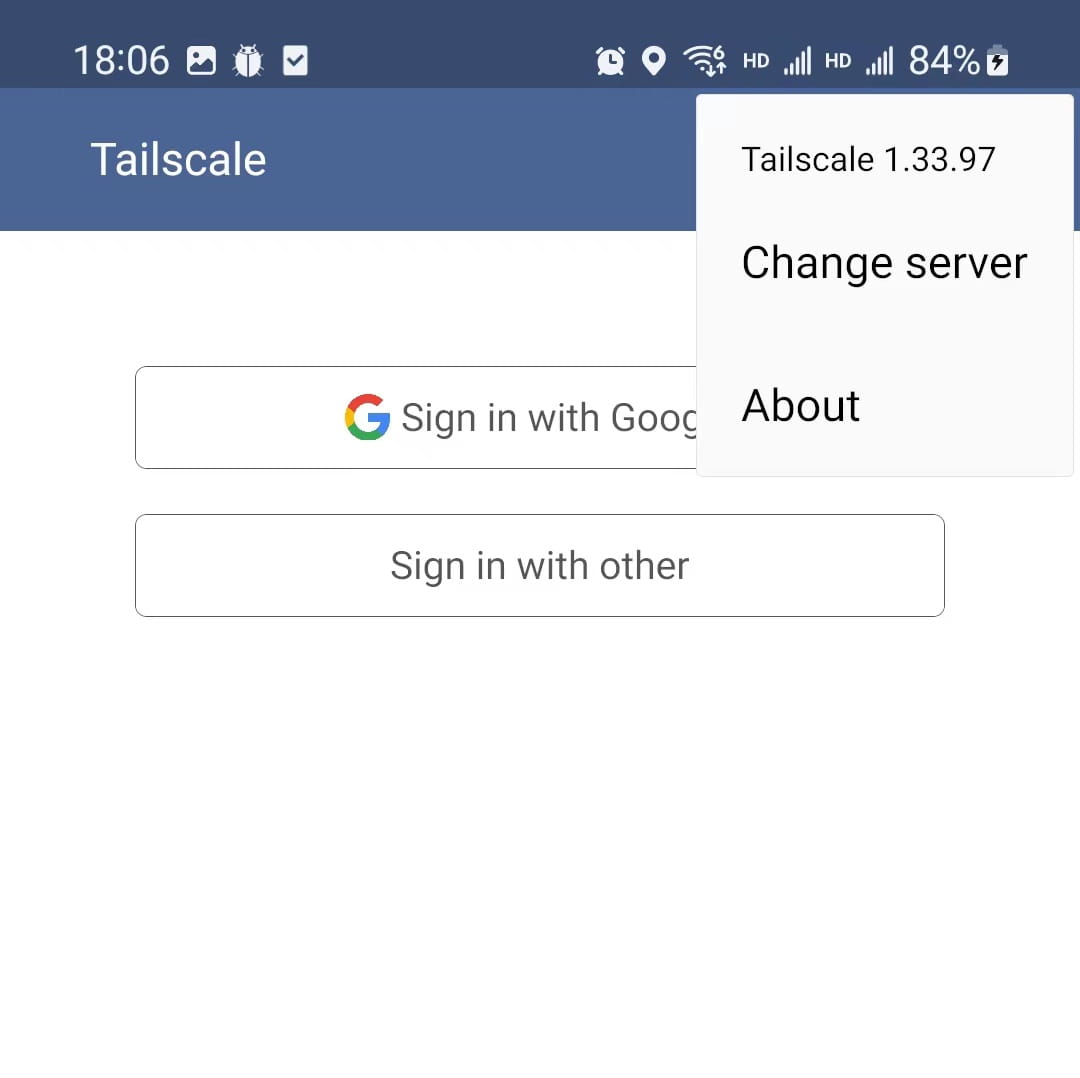 18:06 HD HD 84%
Tailscale
Tailscale 1.33.97
Change server
About
Sign in with Goog
Sign in with other